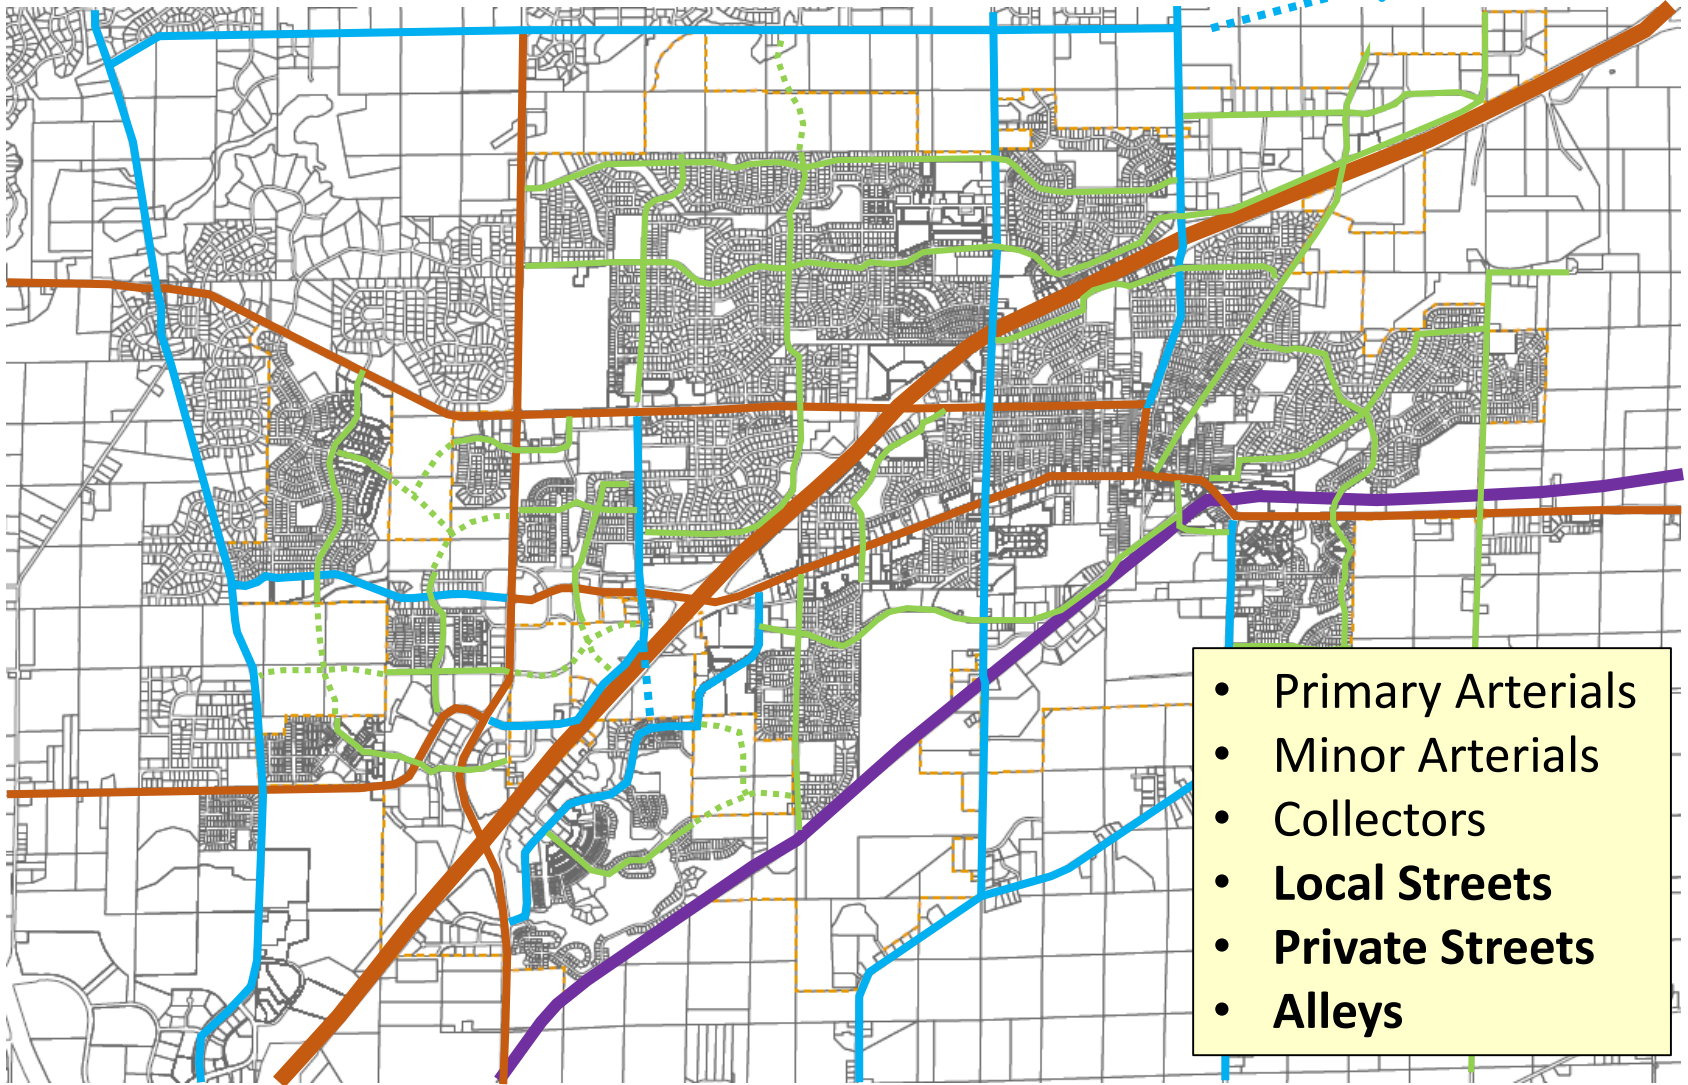 • Primary Arterials
• Minor Arterials
• Collectors
• Local Streets
• Private Streets
• Alleys